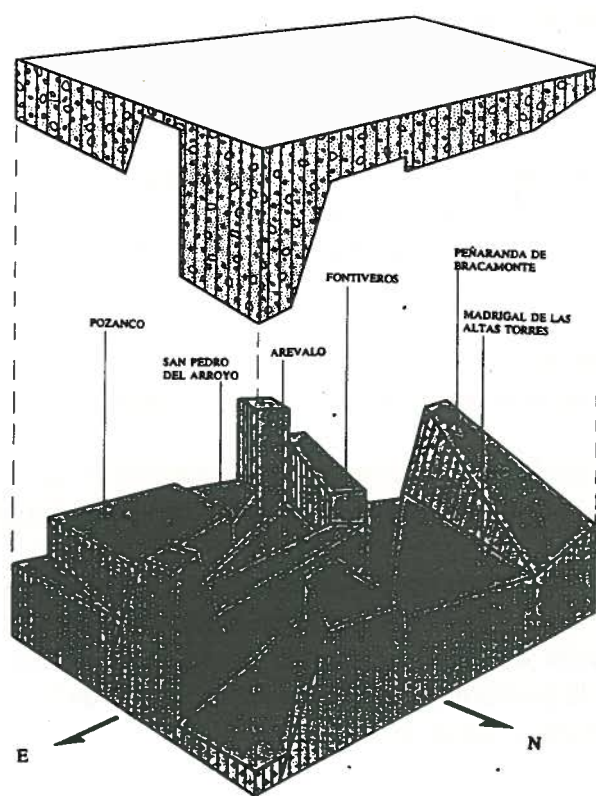 PEÑARANDA DE
BRACAMONTE
FONTIVEROS
POZANCO
MADRIGAL DE LAS
ALTAS TORRES
SAN PEDRO
DEL ARROYO
AREVALO
E
N